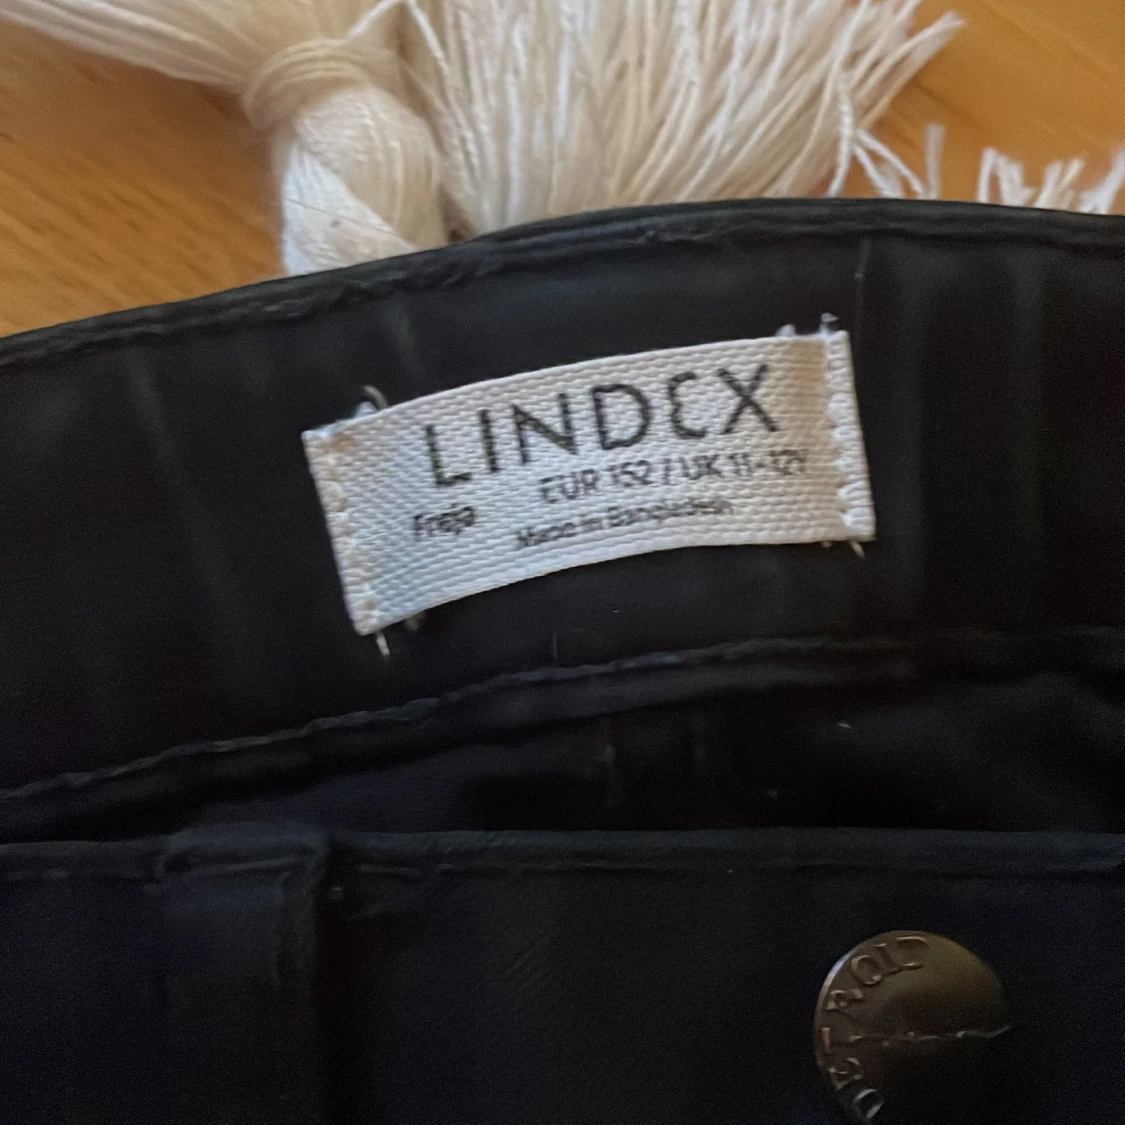 LINDEX
EUR 152 / UK 11-12Y
Freja
Made in Bangladesh